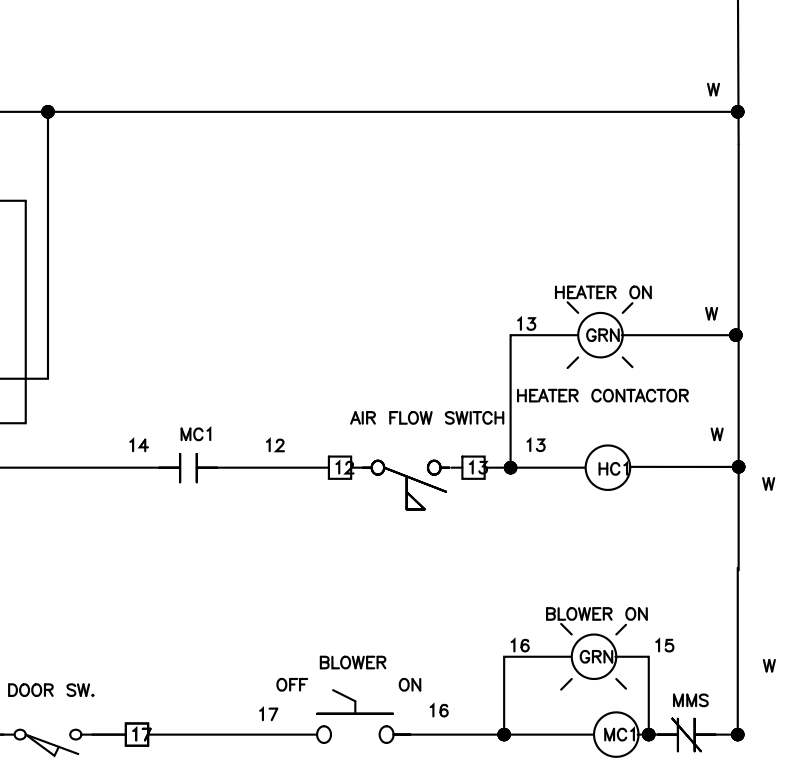 W
HEATER ON
W
13
GRN
HEATER CONTACTOR
AIR FLOW SWITCH
MC1
W
14
12
13
12
13
HC1
W
BLOWER ON
16
15
GRN
BLOWER
W
OFF
ON
DOOR SW.
MMS
17
16
17
MC1